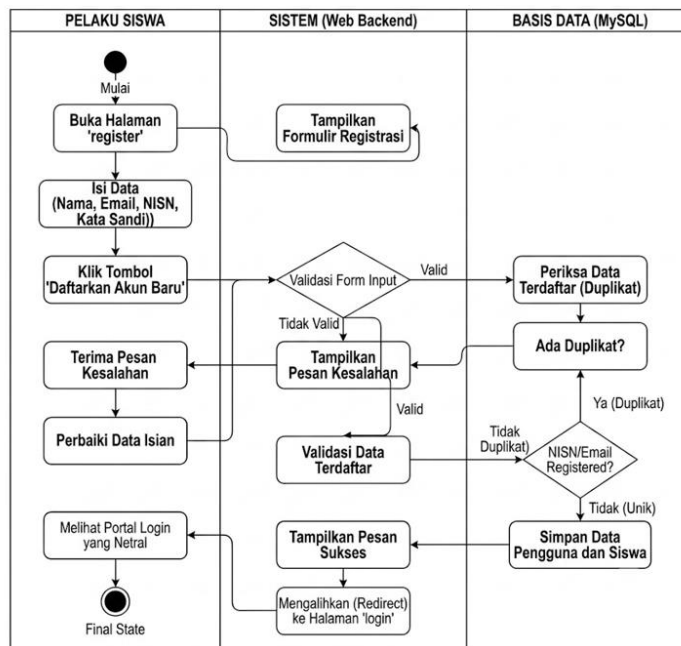 PELAKU SISWA
SISTEM (Web Backend)
BASIS DATA (MySQL)
Mulai
Buka Halaman
'register'
Tampilkan
Formulir Registrasi
Isi Data
(Nama, Email, NISN,
Kata Sandi))
Klik Tombol
'Daftarkan Akun Baru'
Validasi Form Input
Valid
Periksa Data
Terdaftar (Duplikat)
Tidak Valid
Terima Pesan
Kesalahan
Tampilkan
Pesan Kesalahan
Ada Duplikat?
Valid
Ya (Duplikat)
Perbaiki Data Isian
Validasi Data
Terdaftar
Tidak
Duplikat)
NISN/Email
Registered?
Tidak (Unik)
Melihat Portal Login
yang Netral
Tampilkan Pesan
Sukses
Simpan Data
Pengguna dan Siswa
Mengalihkan (Redirect)
ke Halaman 'login'
Final State